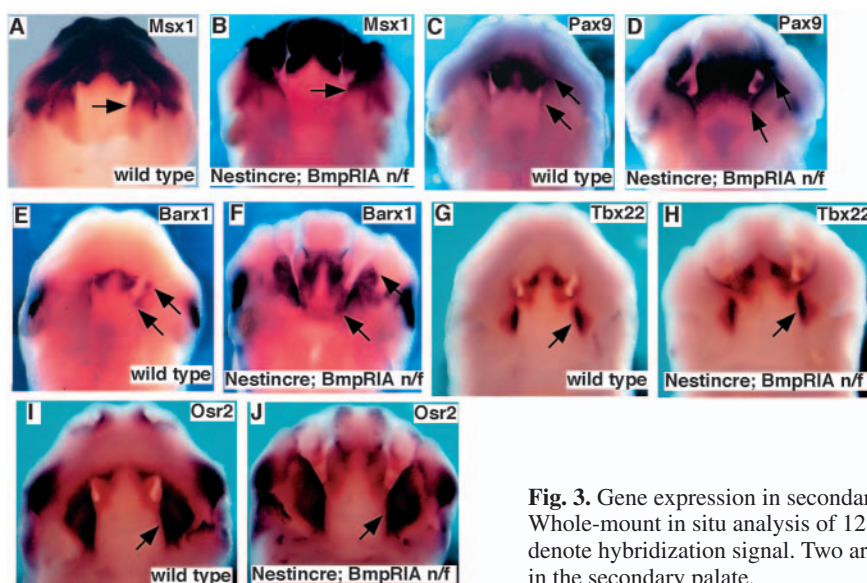 A Msx1
wild type
B Msx1
Nestincre; BmpRIA n/f
C Pax9
wild type
D Pax9
Nestincre; BmpRIA n/f
E Barx1
wild type
F Barx1
Nestincre; BmpRIA n/f
G Tbx22
wild type
H Tbx22
Nestincre; BmpRIA n/f
I Osr2
wild type
J Osr2
Nestincre; BmpRIA n/f
Fig. 3. Gene expression in secondar
Whole-mount in situ analysis of 12
denote hybridization signal. Two ar
in the secondary palate.